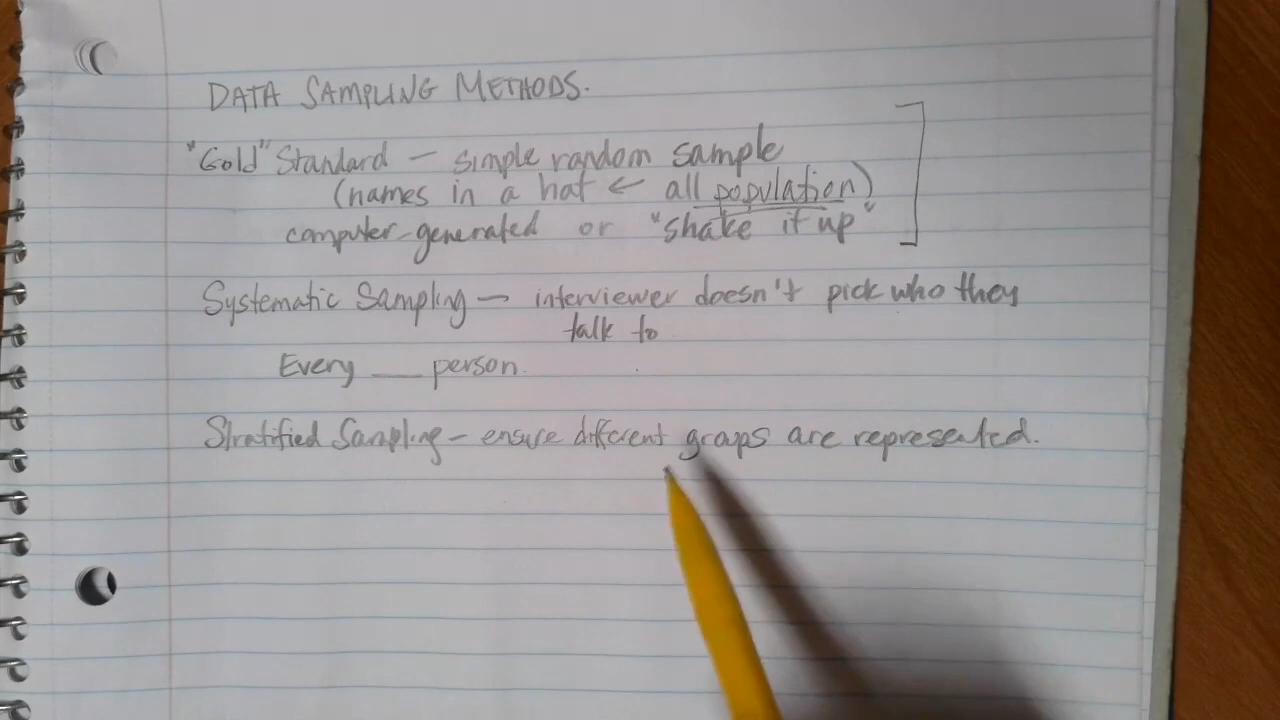 DATA SAMPLING METHODS.
"Gold" Standard - simple random sample
(names in a hat ← all population)
computer-generated or "shake it up"
Systematic Sampling - interviewer doesn't pick who they
talk to
Every ___ person.
Stratified Sampling - ensure different groups are represented.